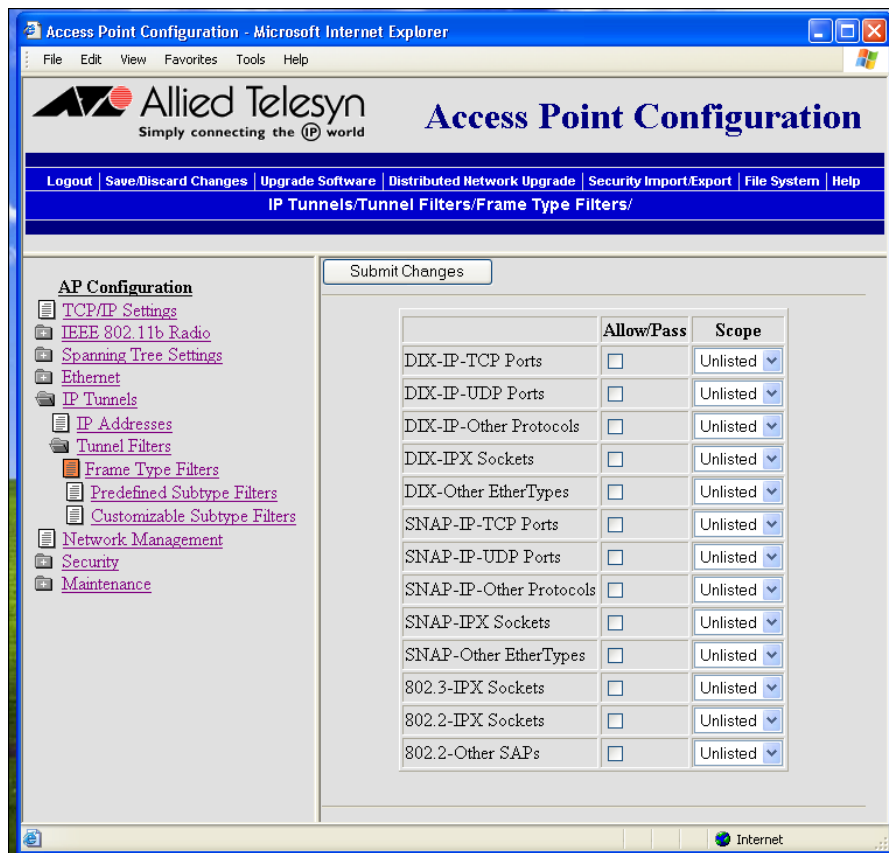 Access Point Configuration - Microsoft Internet Explorer
File Edit View Favorites Tools Help
Allied Telesyn
Simply connecting the IP world
Access Point Configuration
Logout | Save/Discard Changes | Upgrade Software | Distributed Network Upgrade | Security Import/Export | File System | Help
IP Tunnels/Tunnel Filters/Frame Type Filters/
AP Configuration
TCP/IP Settings
IEEE 802.11b Radio
Spanning Tree Settings
Ethernet
IP Tunnels
IP Addresses
Tunnel Filters
Frame Type Filters
Predefined Subtype Filters
Customizable Subtype Filters
Network Management
Security
Maintenance
Submit Changes
Allow/Pass Scope
DIX-IP-TCP Ports Unlisted
DIX-IP-UDP Ports Unlisted
DIX-IP-Other Protocols Unlisted
DIX-IPX Sockets Unlisted
DIX-Other EtherTypes Unlisted
SNAP-IP-TCP Ports Unlisted
SNAP-IP-UDP Ports Unlisted
SNAP-IP-Other Protocols Unlisted
SNAP-IPX Sockets Unlisted
SNAP-Other EtherTypes Unlisted
802.3-IPX Sockets Unlisted
802.2-IPX Sockets Unlisted
802.2-Other SAPs Unlisted
Internet